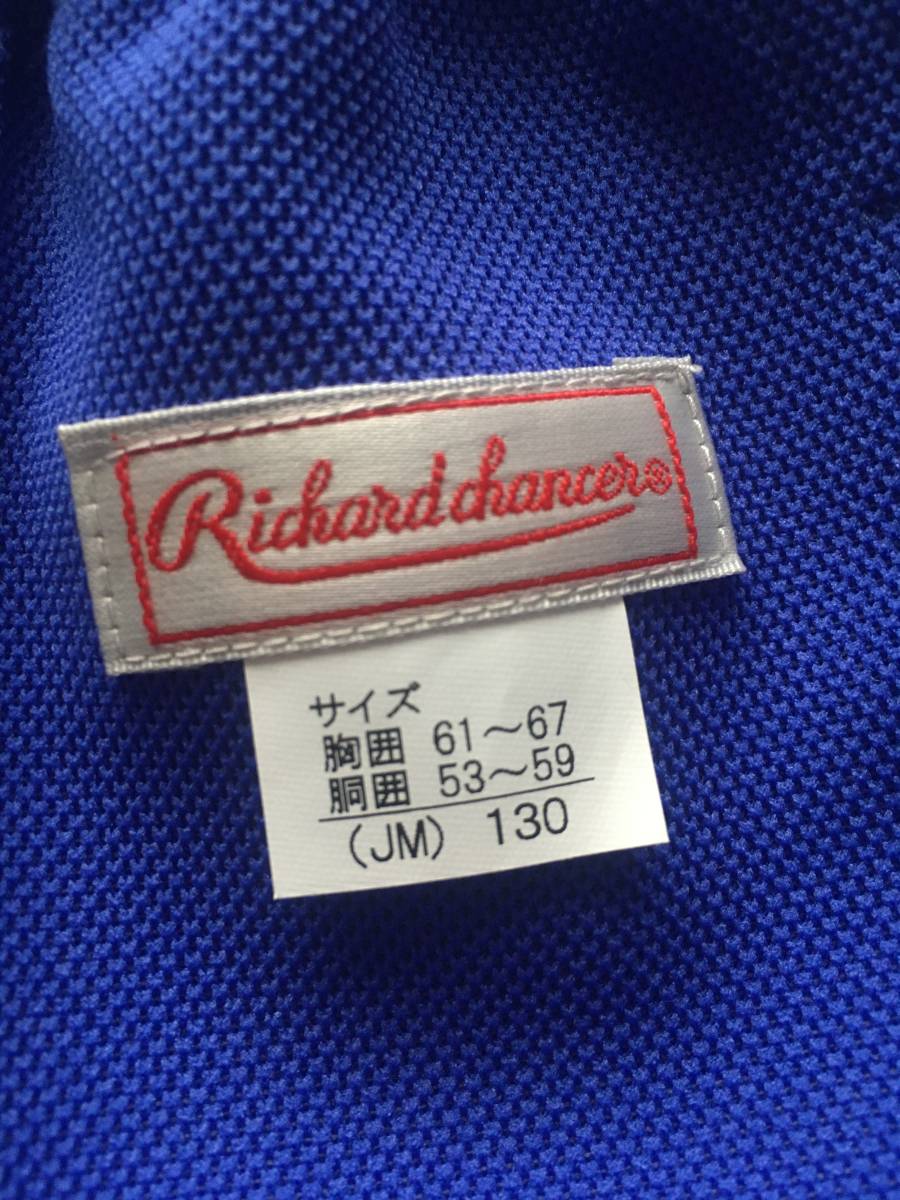 Richard chancer®
サイズ
胸囲 61～67
胴囲 53～59
(JM) 130